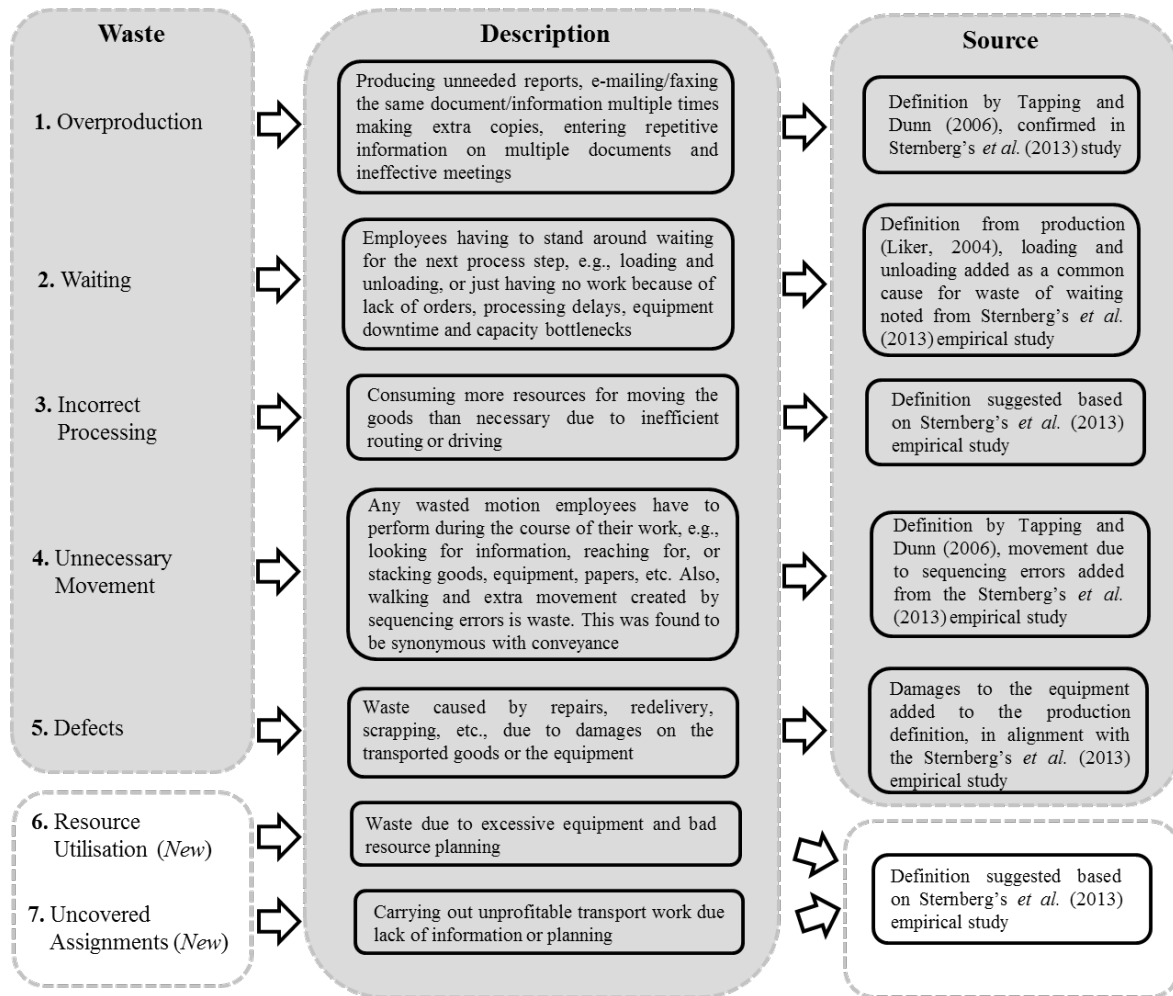 Waste
Description
Source
1. Overproduction
Producing unneeded reports, e-mailing/faxing
the same document/information multiple times
making extra copies, entering repetitive
information on multiple documents and
ineffective meetings
Definition by Tapping and
Dunn (2006), confirmed in
Sternberg’s et al. (2013) study
2. Waiting
Employees having to stand around waiting
for the next process step, e.g., loading and
unloading, or just having no work because of
lack of orders, processing delays, equipment
downtime and capacity bottlenecks
Definition from production
(Liker, 2004), loading and
unloading added as a common
cause for waste of waiting
noted from Sternberg’s et al.
(2013) empirical study
3. Incorrect
Processing
Consuming more resources for moving the
goods than necessary due to inefficient
routing or driving
Definition suggested based
on Sternberg’s et al. (2013)
empirical study
4. Unnecessary
Movement
Any wasted motion employees have to
perform during the course of their work, e.g.,
looking for information, reaching for, or
stacking goods, equipment, papers, etc. Also,
walking and extra movement created by
sequencing errors is waste. This was found to
be synonymous with conveyance
Definition by Tapping and
Dunn (2006), movement due
to sequencing errors added
from the Sternberg’s et al.
(2013) empirical study
5. Defects
Waste caused by repairs, redelivery,
scrapping, etc., due to damages on the
transported goods or the equipment
Damages to the equipment
added to the production
definition, in alignment with
the Sternberg’s et al. (2013)
empirical study
6. Resource
Utilisation (New)
Waste due to excessive equipment and bad
resource planning
7. Uncovered
Assignments (New)
Carrying out unprofitable transport work due
lack of information or planning
Definition suggested based
on Sternberg’s et al. (2013)
empirical study